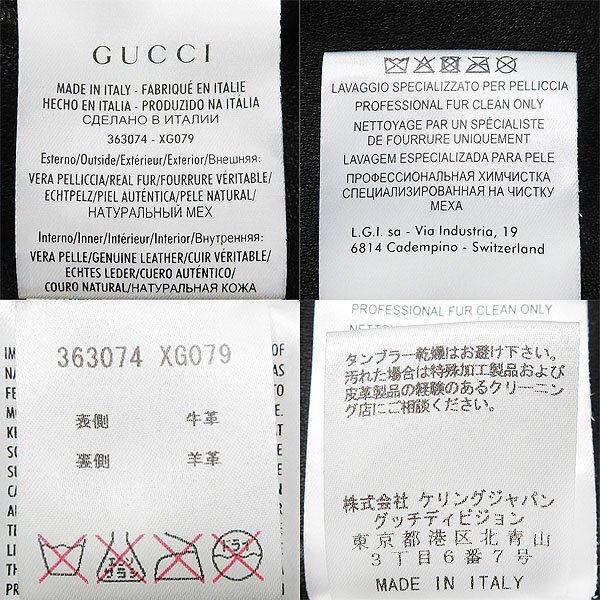 GUCCI
MADE IN ITALY - FABRIQUÉ EN ITALIE
HECHO EN ITALIA - PRODUZIDO NA ITÁLIA
СДЕЛАНО В ИТАЛИИ
363074 - XG079
Esterno/Outside/Extérieur/Exterior/Внешняя:
VERA PELLICCIA/REAL FUR/FOURRURE VÉRITABLE/
ECHTPELZ/PIEL AUTÉNTICA/PELE NATURAL/
НАТУРАЛЬНЫЙ МЕХ
Interno/Inner/Intérieur/Interior/Внутренняя:
VERA PELLE/GENUINE LEATHER/CUIR VÉRITABLE/
ECHTES LEDER/CUERO AUTÉNTICO/
COURO NATURAL/НАТУРАЛЬНАЯ КОЖА
LAVAGGIO SPECIALIZZATO PER PELLICCIA
PROFESSIONAL FUR CLEAN ONLY
NETTOYAGE PAR UN SPÉCIALISTE
DE FOURRURE UNIQUEMENT
LAVAGEM ESPECIALIZADA PARA PELE
ПРОФЕССИОНАЛЬНАЯ ХИМЧИСТКА
СПЕЦИАЛИЗИРОВАННАЯ НА ЧИСТКУ
МЕХА
L.G.I. sa - Via Industria, 19
6814 Cadempino - Switzerland
363074 XG079
表側 牛革
裏側 羊革
エンソ
サラシ
ドライ
PROFESSIONAL FUR CLEAN ONLY
タンブラー乾燥はお避け下さい。
汚れた場合は特殊加工製品および
皮革製品の経験のあるクリーニン
グ店にご相談ください。
株式会社 ケリングジャパン
グッチディビジョン
東京都港区北青山
3丁目6番7号
MADE IN ITALY